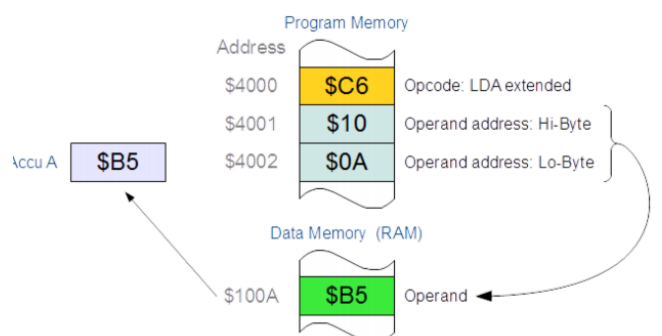 Program Memory
Address
$4000 $C6 Opcode: LDA extended
$4001 $10 Operand address: Hi-Byte
Accu A $B5 $4002 $0A Operand address: Lo-Byte
Data Memory (RAM)
$100A $B5 Operand